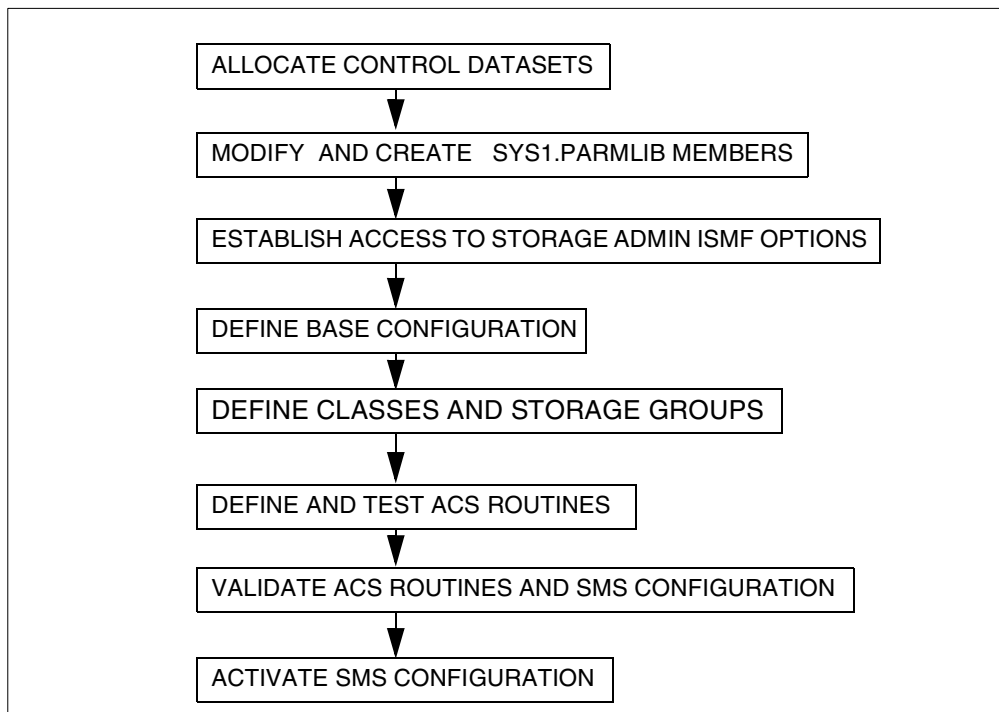 ALLOCATE CONTROL DATASETS
MODIFY AND CREATE SYS1.PARMLIB MEMBERS
ESTABLISH ACCESS TO STORAGE ADMIN ISMF OPTIONS
DEFINE BASE CONFIGURATION
DEFINE CLASSES AND STORAGE GROUPS
DEFINE AND TEST ACS ROUTINES
VALIDATE ACS ROUTINES AND SMS CONFIGURATION
ACTIVATE SMS CONFIGURATION